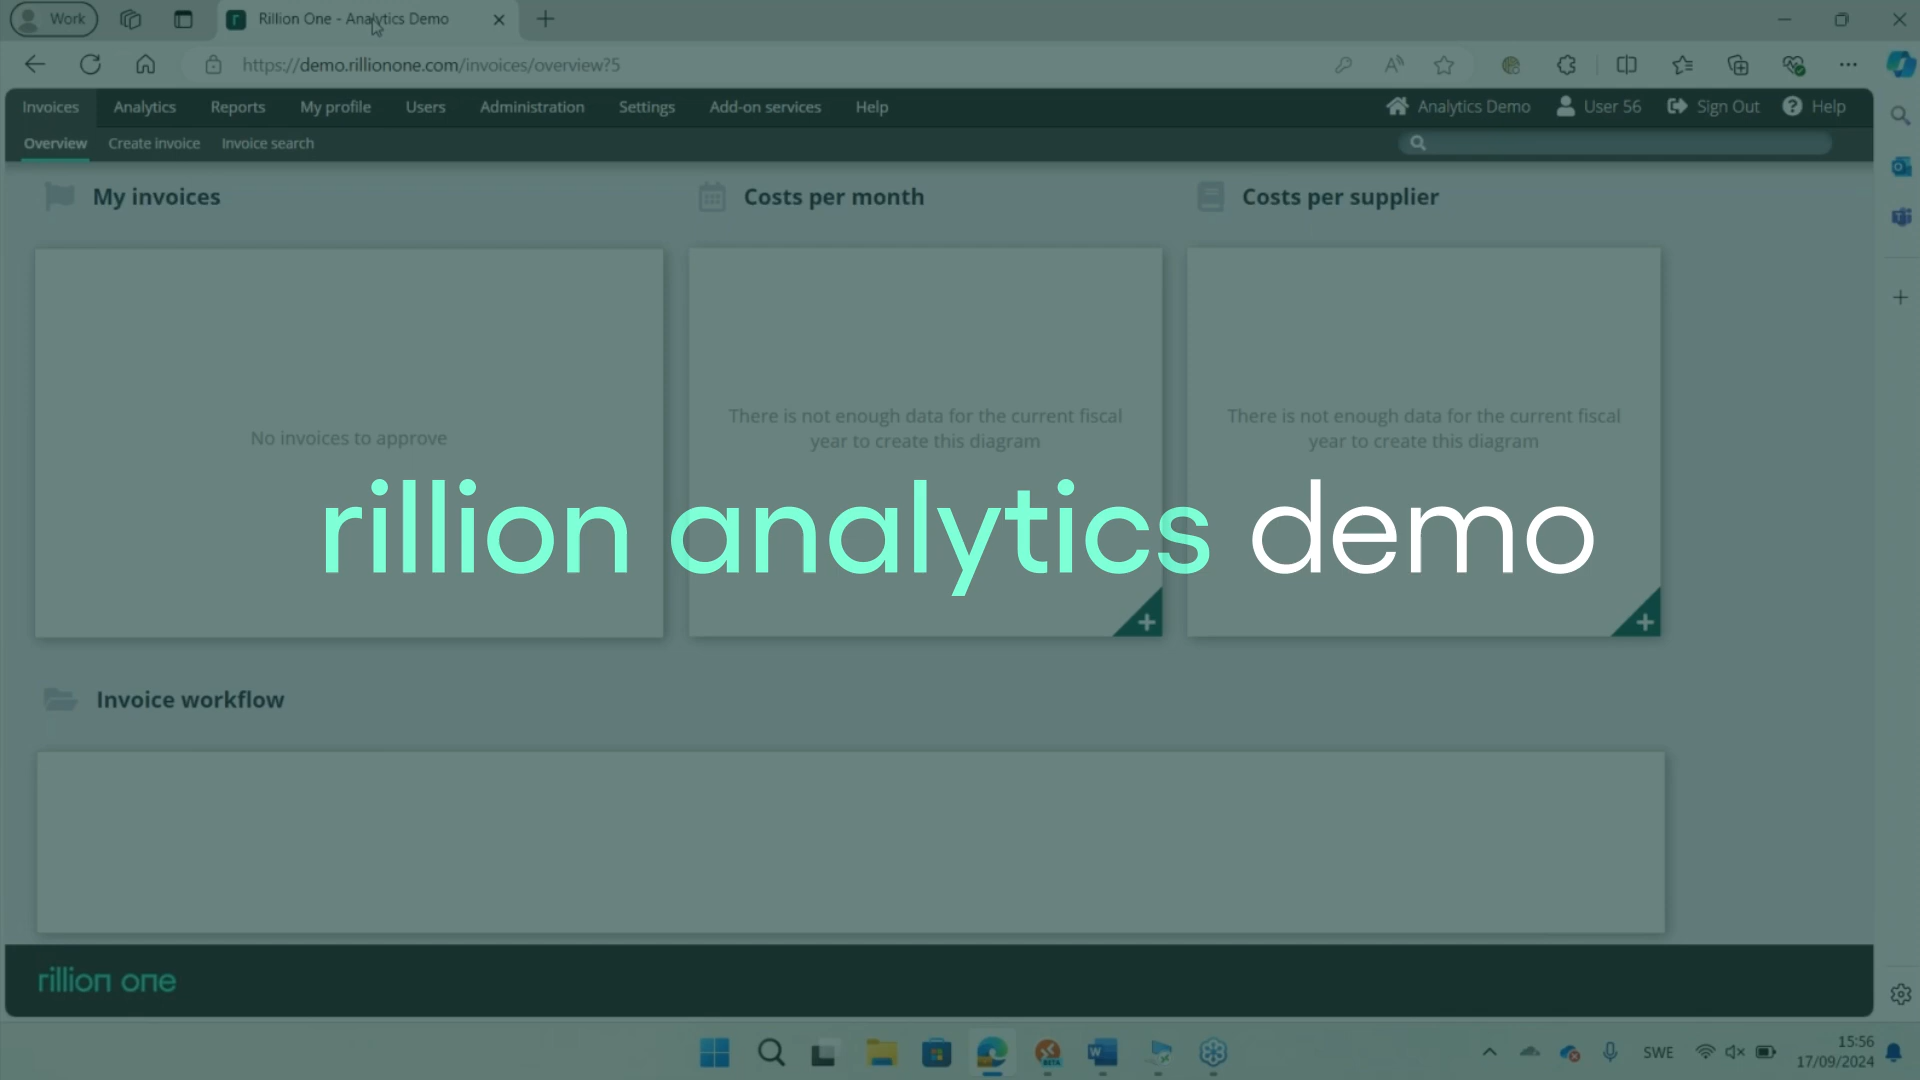 Work
Rillion One - Analytics Demo
https://demo.rillionone.com/invoices/overview?5
Invoices Analytics Reports My profile Users Administration Settings Add-on services Help Analytics Demo User 56 Sign Out Help
Overview Create invoice Invoice search
My invoices
Costs per month
Costs per supplier
No invoices to approve
There is not enough data for the current fiscal
year to create this diagram
There is not enough data for the current fiscal
year to create this diagram
rillion analytics demo
Invoice workflow
rillion one
SWE
15:56
17/09/2024